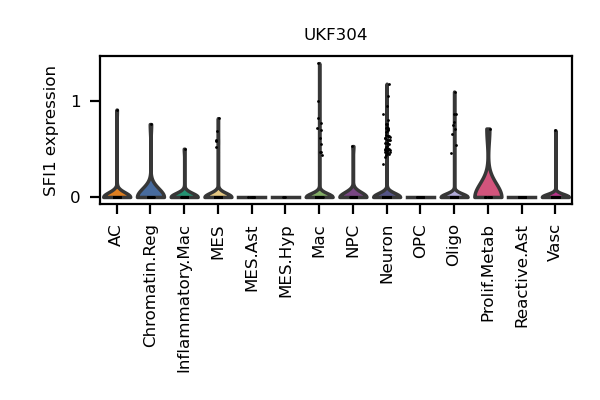 UKF304
SFI1 expression
1
0
AC
Chromatin.Reg
Inflammatory.Mac
MES
MES.Ast
MES.Hyp
Mac
NPC
Neuron
OPC
Oligo
Prolif.Metab
Reactive.Ast
Vasc